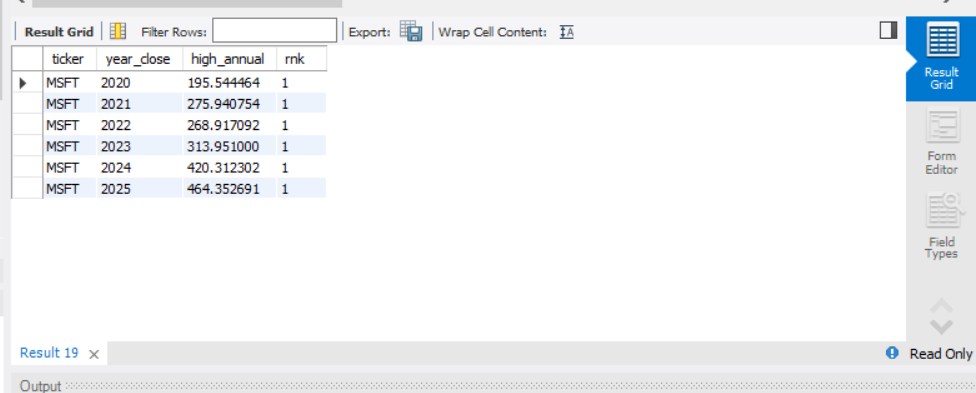 Result Grid Filter Rows: Export: Wrap Cell Content: IA
ticker year_close high_annual rnk
MSFT 2020 195.544464 1
MSFT 2021 275.940754 1
MSFT 2022 268.917092 1
MSFT 2023 313.951000 1
MSFT 2024 420.312302 1
MSFT 2025 464.352691 1
Result
Grid
Form
Editor
Field
Types
Result 19 × Read Only
Output